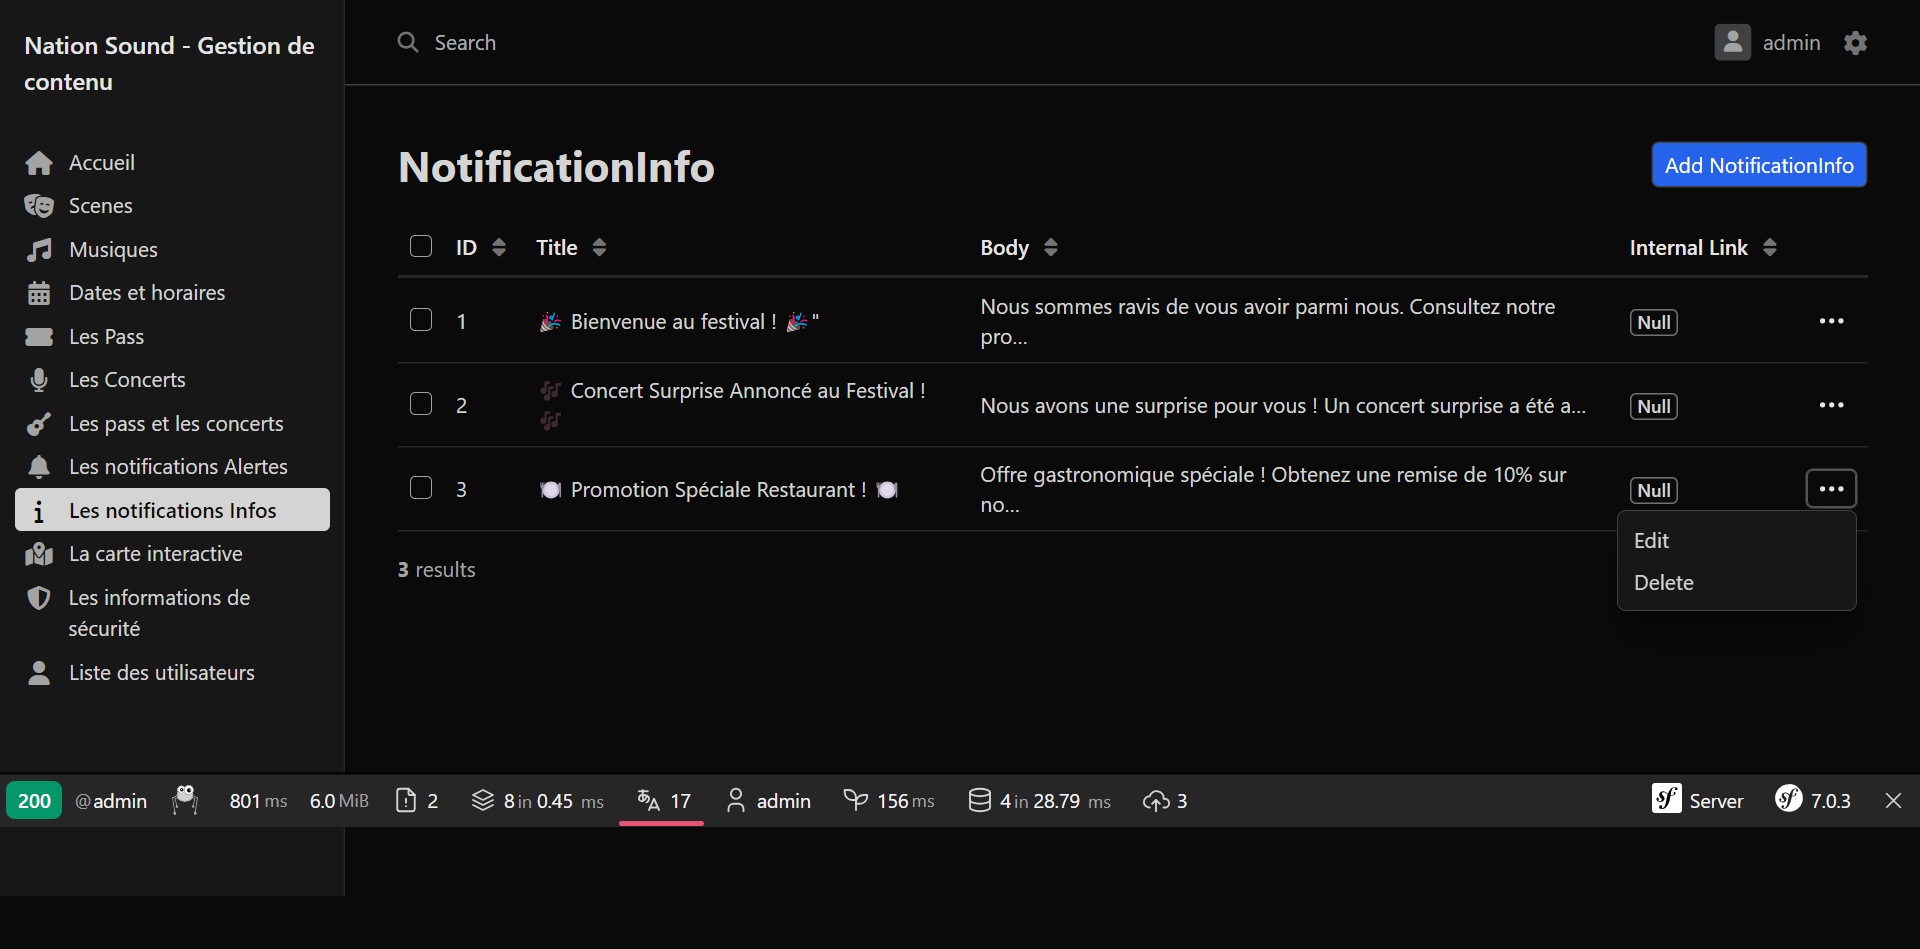 Nation Sound - Gestion de
contenu
Search
admin
Accueil
Scenes
Musiques
Dates et horaires
Les Pass
Les Concerts
Les pass et les concerts
Les notifications Alertes
Les notifications Infos
La carte interactive
Les informations de
sécurité
Liste des utilisateurs
NotificationInfo
Add NotificationInfo
ID Title Body Internal Link
1 🎉 Bienvenue au festival ! 🎉" Nous sommes ravis de vous avoir parmi nous. Consultez notre
pro... Null
2 🎶 Concert Surprise Annoncé au Festival !
🎶 Nous avons une surprise pour vous ! Un concert surprise a été a... Null
3 🍽️ Promotion Spéciale Restaurant ! 🍽️ Offre gastronomique spéciale ! Obtenez une remise de 10% sur
no... Null
Edit
Delete
3 results
200 @admin 801 ms 6.0 MiB 2 8 in 0.45 ms 17 admin 156 ms 4 in 28.79 ms 3 Server 7.0.3